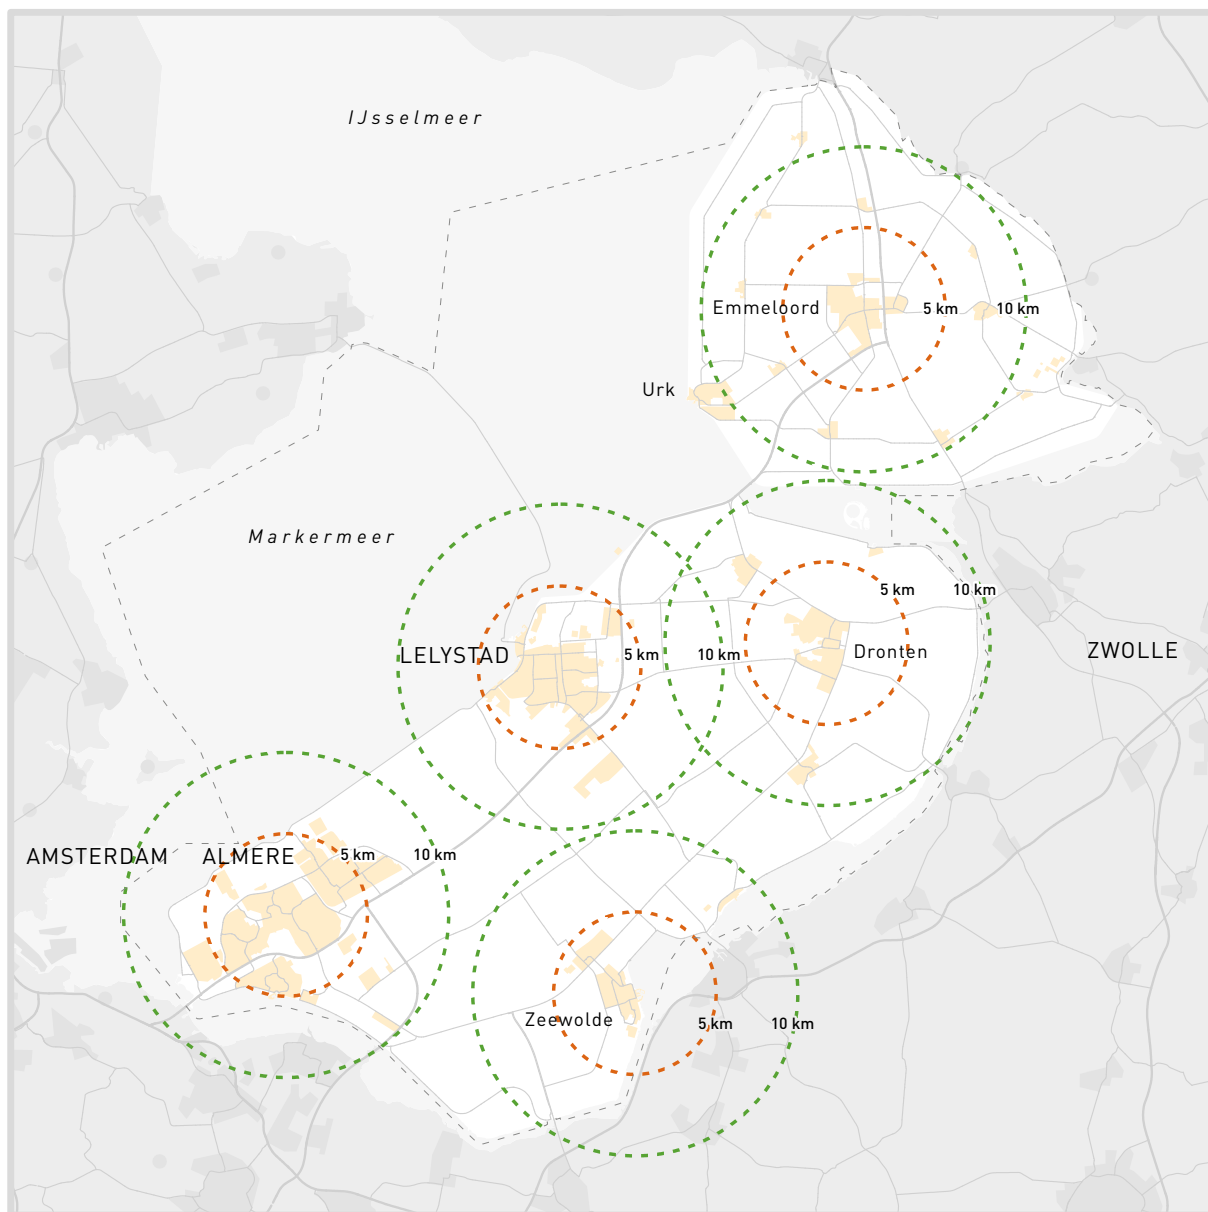 IJsselmeer
Emmeloord
5 km
10 km
Urk
Markermeer
5 km
10 km
LELYSTAD
5 km
10 km
Dronten
ZWOLLE
AMSTERDAM
ALMERE
5 km
10 km
Zeewolde
5 km
10 km